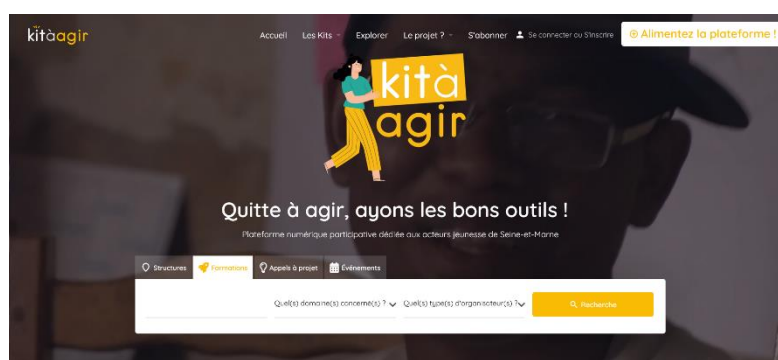 kitàagir
Accueil Les Kits Explorer Le projet ? S'abonner Se connecter ou S'inscrire Alimentez la plateforme !
kità
agir
Quitte à agir, ayons les bons outils !
Plateforme numérique participative dédiée aux acteurs jeunesse de Seine-et-Marne
Structures Formations Appels à projet Événements
Quel(s) domaine(s) concerné(s) ? Quel(s) type(s) d'organisateur(s) ? Recherche